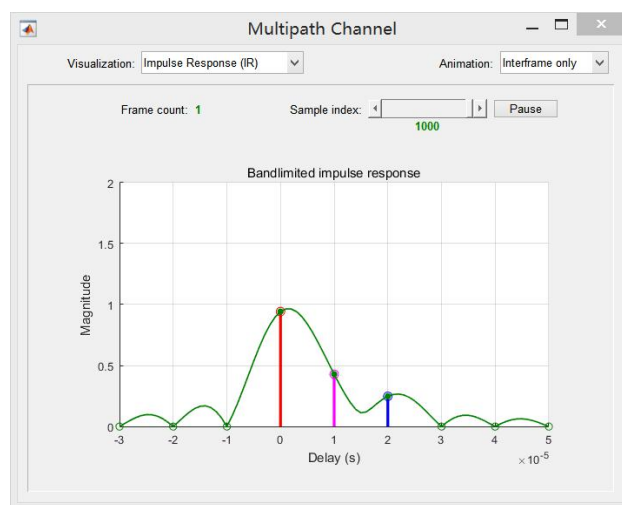 Multipath Channel
Visualization: Impulse Response (IR) Animation: Interframe only
Frame count: 1 Sample index: 1000 Pause
Bandlimited impulse response
Magnitude
2
1.5
1
0.5
0
-3 -2 -1 0 1 2 3 4 5
Delay (s)
× 10-5